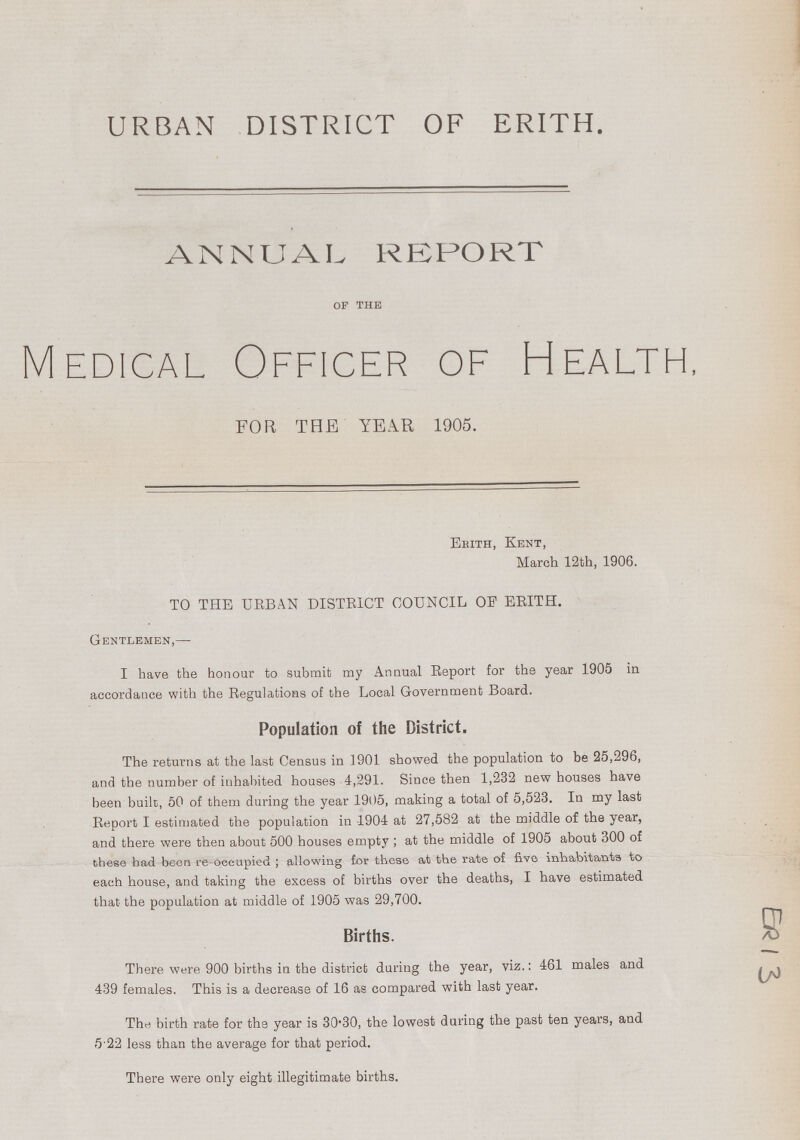 URBAN DISTRICT OF ERITH.
ANNUAL REPORT
OF THE
MEDICAL OFFICER OF HEALTH,
FOR THE YEAR 1905.
ERITH, KENT,
March 12th, 1906.
TO THE URBAN DISTRICT COUNCIL OF ERITH.
GENTLEMEN,—
I have the honour to submit my Annual Report for the year 1905 in
accordance with the Regulations of the Local Government Board.
Population of the District.
The returns at the last Census in 1901 showed the population to be 25,296,
and the number of inhabited houses 4,291. Since then 1,232 new houses have
been built, 50 of them during the year 1905, making a total of 5,523. In my last
Report I estimated the population in 1904 at 27,582 at the middle of the year,
and there were then about 500 houses empty ; at the middle of 1905 about 300 of
these had been re-occupied ; allowing for these at the rate of five inhabitants to
each house, and taking the excess of births over the deaths, I have estimated
that the population at middle of 1905 was 29,700.
Births.
There were 900 births in the district during the year, viz.: 461 males and
439 females. This is a decrease of 16 as compared with last year.
The birth rate for the year is 30·30, the lowest during the past ten years, and
5·22 less than the average for that period.
There were only eight illegitimate births.
ER 13